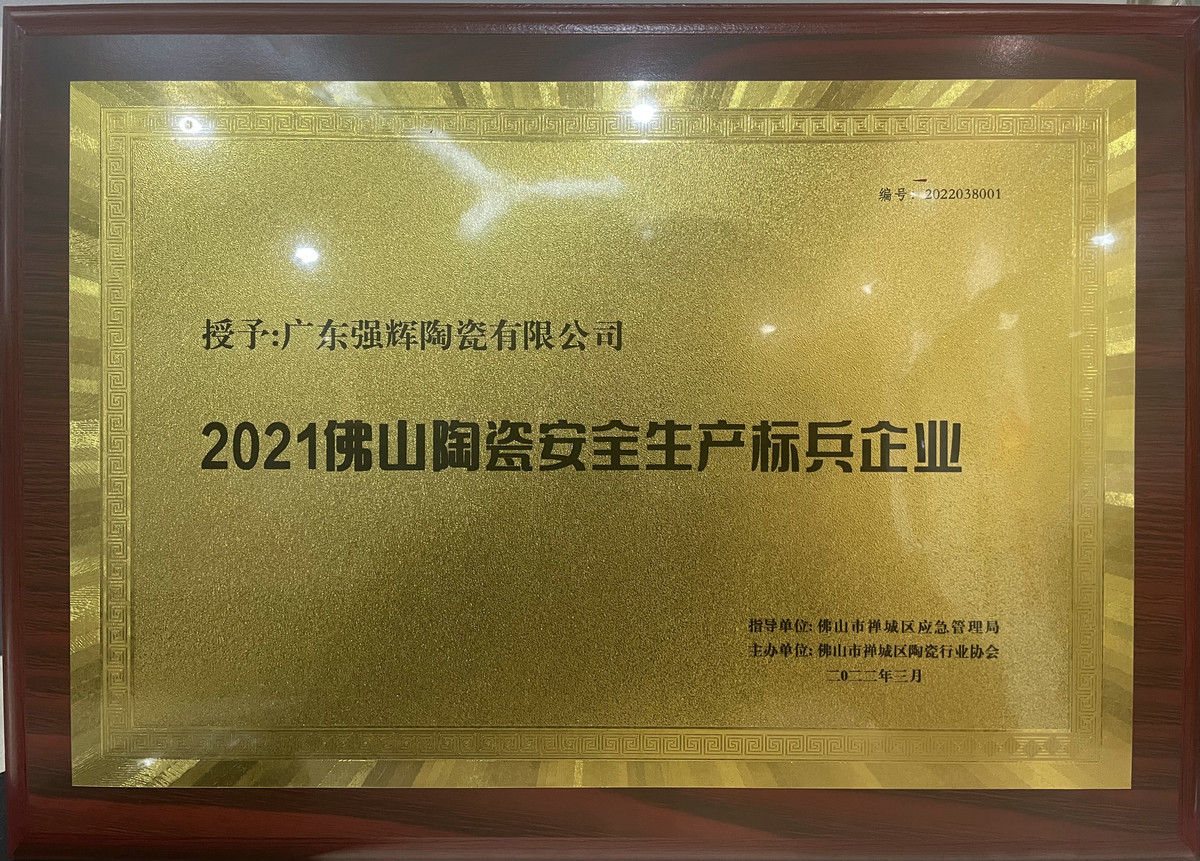 编号：2022038001
授予:广东强辉陶瓷有限公司
2021佛山陶瓷安全生产标兵企业
指导单位:佛山市禅城区应急管理局
主办单位:佛山市禅城区陶瓷行业协会
二0二二年三月